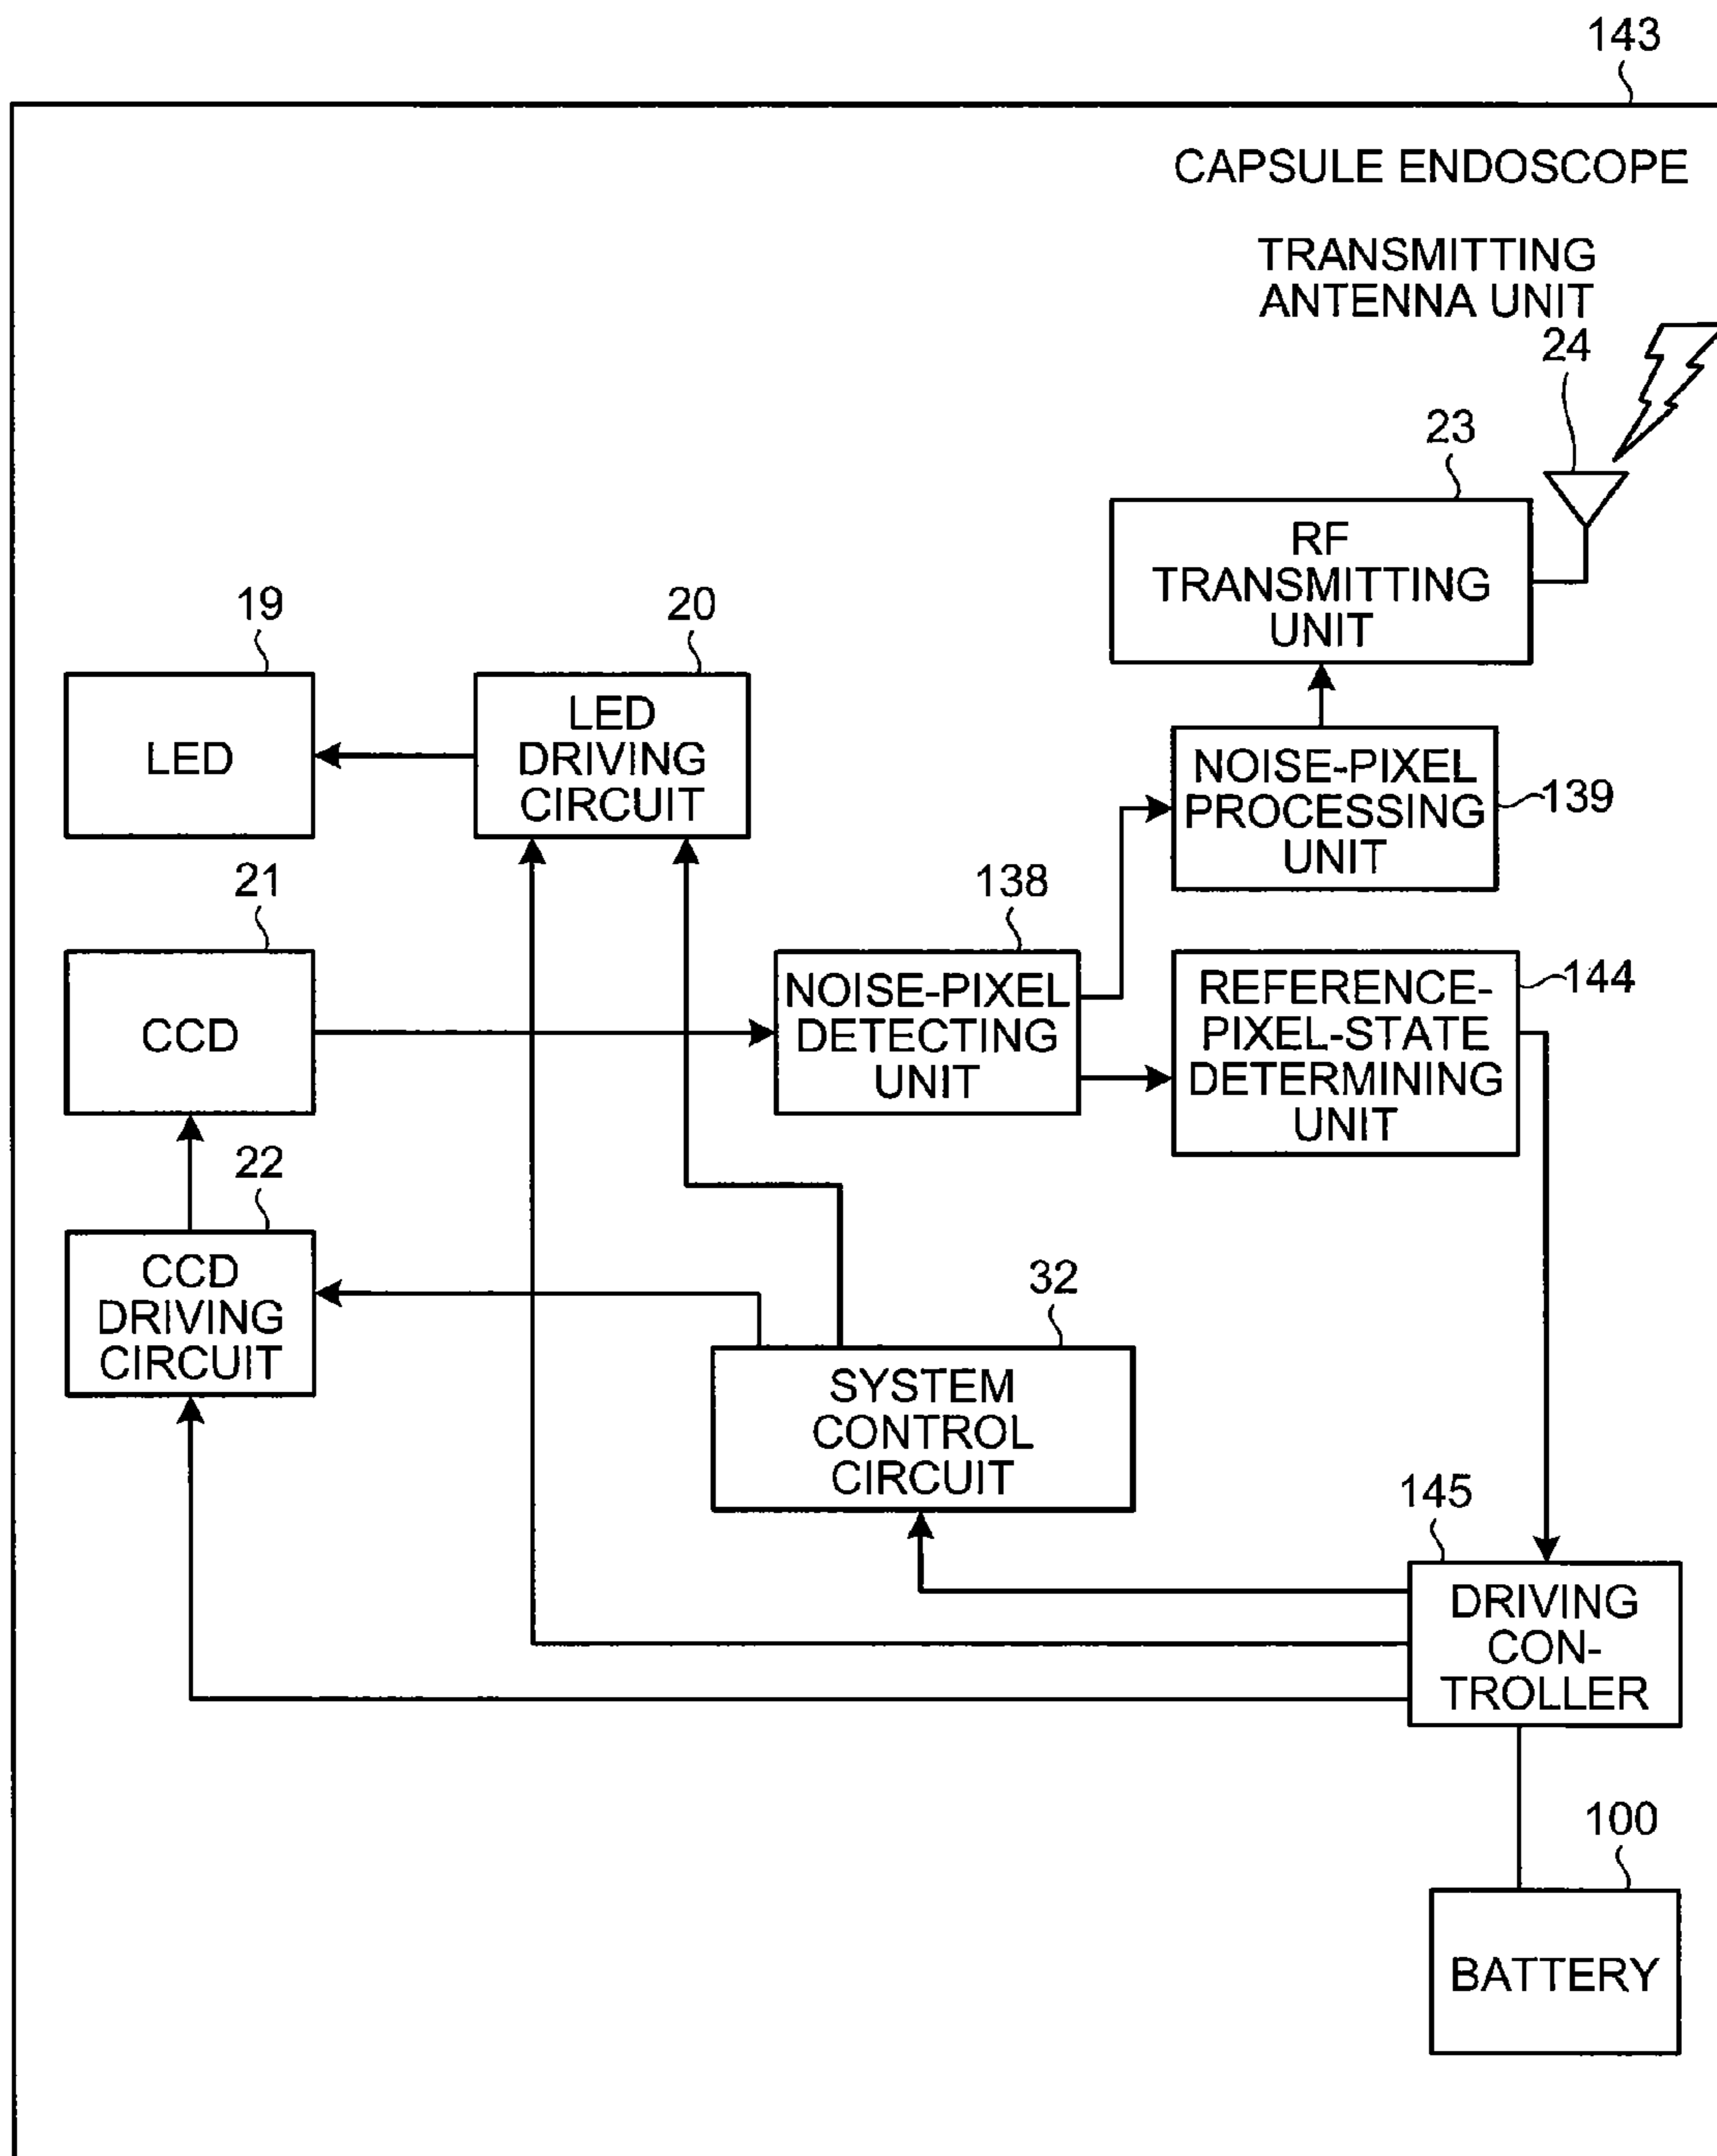 143
CAPSULE ENDOSCOPE
TRANSMITTING
ANTENNA UNIT
24
23
RF
TRANSMITTING
UNIT
19
LED
20
LED
DRIVING
CIRCUIT
NOISE-PIXEL
PROCESSING
UNIT
139
21
CCD
138
NOISE-PIXEL
DETECTING
UNIT
REFERENCE-
PIXEL-STATE
DETERMINING
UNIT
144
22
CCD
DRIVING
CIRCUIT
32
SYSTEM
CONTROL
CIRCUIT
145
DRIVING
CON-
TROLLER
100
BATTERY